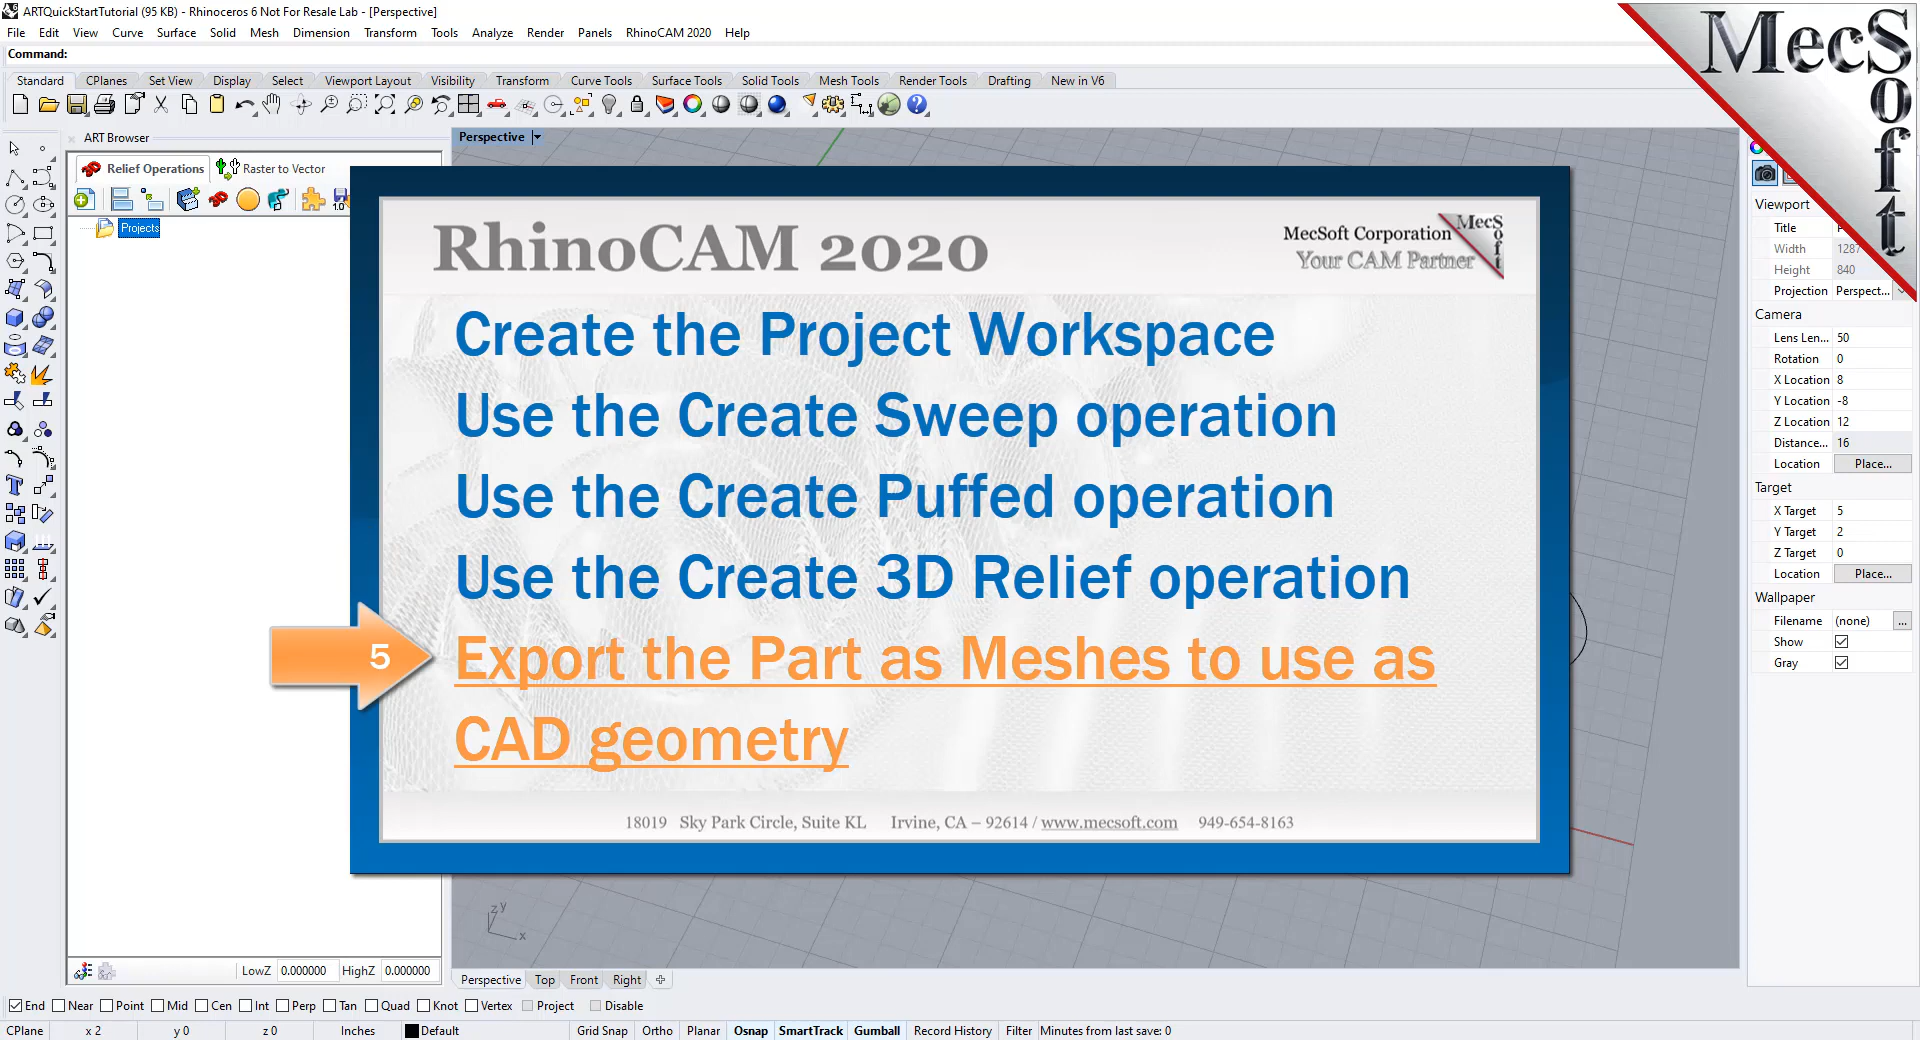 ARTQuickStartTutorial (95 KB) - Rhinoceros 6 Not For Resale Lab - [Perspective]
File Edit View Curve Surface Solid Mesh Dimension Transform Tools Analyze Render Panels RhinoCAM 2020 Help
Command:
Standard CPlanes Set View Display Select Viewport Layout Visibility Transform Curve Tools Surface Tools Solid Tools Mesh Tools Render Tools Drafting New in V6
MecSoft
ART Browser
Relief Operations Raster to Vector
1.0
Projects
LowZ 0.000000 HighZ 0.000000
Perspective
RhinoCAM 2020
MecSoft Corporation
Your CAM Partner
MecSoft
Create the Project Workspace
Use the Create Sweep operation
Use the Create Puffed operation
Use the Create 3D Relief operation
5
Export the Part as Meshes to use as
CAD geometry
18019 Sky Park Circle, Suite KL Irvine, CA – 92614 / www.mecsoft.com 949-654-8163
z y
x
Viewport
Title
Width 1287
Height 840
Projection Perspect...
Camera
Lens Len... 50
Rotation 0
X Location 8
Y Location -8
Z Location 12
Distance... 16
Location Place...
Target
X Target 5
Y Target 2
Z Target 0
Location Place...
Wallpaper
Filename (none) ...
Show
Gray
Perspective Top Front Right
End Near Point Mid Cen Int Perp Tan Quad Knot Vertex Project Disable
CPlane x 2 y 0 z 0 Inches Default Grid Snap Ortho Planar Osnap SmartTrack Gumball Record History Filter Minutes from last save: 0